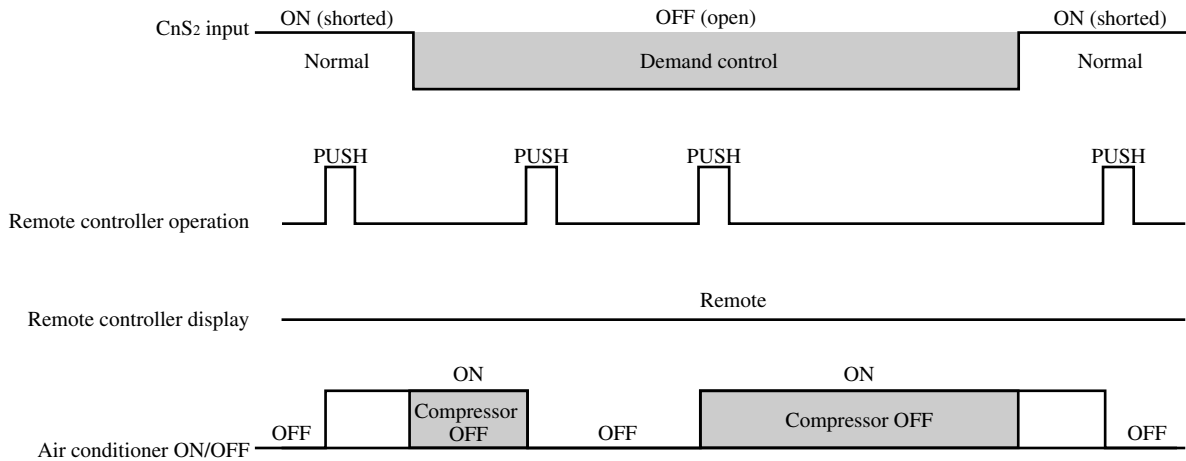 ON (shorted) OFF (open) ON (shorted)
CnS2 input
Normal Demand control Normal
PUSH PUSH PUSH PUSH
Remote controller operation
Remote
Remote controller display
ON ON
Compressor
OFF
Compressor OFF
OFF OFF OFF
Air conditioner ON/OFF